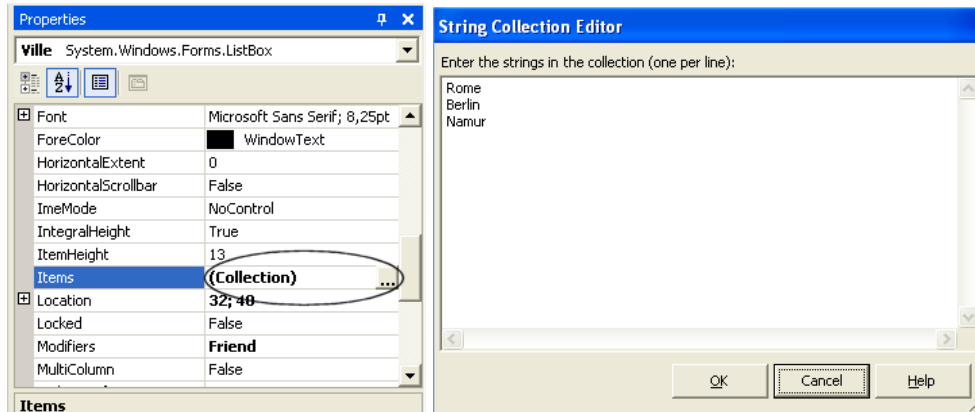 Properties
Ville System.Windows.Forms.ListBox
Font Microsoft Sans Serif; 8,25pt
ForeColor WindowText
HorizontalExtent 0
HorizontalScrollbar False
ImeMode NoControl
IntegralHeight True
ItemHeight 13
Items (Collection) ...
Location 32; 40
Locked False
Modifiers Friend
MultiColumn False
Items
String Collection Editor
Enter the strings in the collection (one per line):
Rome
Berlin
Namur
OK Cancel Help